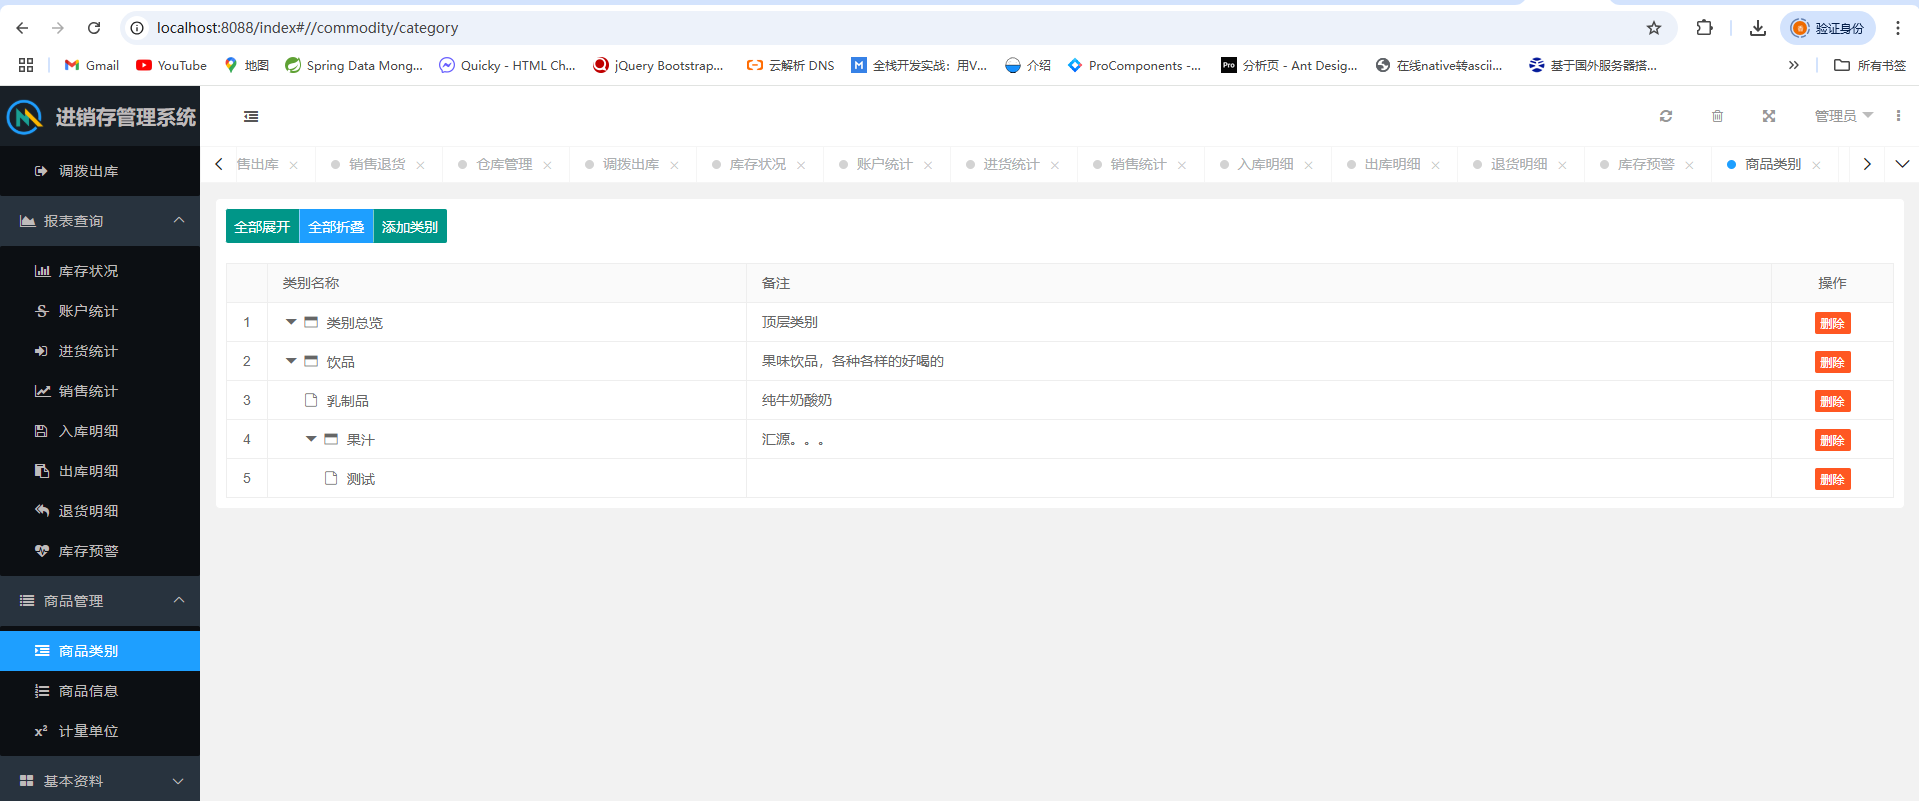 localhost:8088/index#//commodity/category
验证身份
Gmail YouTube 地图 Spring Data Mong... Quicky - HTML Ch... jQuery Bootstrap... 云解析 DNS 全栈开发实战：用V... 介绍 ProComponents -... 分析页 - Ant Desig... 在线native转ascii... 基于国外服务器搭... 所有书签
进销存管理系统
管理员
售出库 销售退货 仓库管理 调拨出库 库存状况 账户统计 进货统计 销售统计 入库明细 出库明细 退货明细 库存预警 商品类别
调拨出库
报表查询
库存状况
账户统计
进货统计
销售统计
入库明细
出库明细
退货明细
库存预警
商品管理
商品类别
商品信息
计量单位
基本资料
全部展开 全部折叠 添加类别
类别名称 备注 操作
1 类别总览 顶层类别 删除
2 饮品 果味饮品，各种各样的好喝的 删除
3 乳制品 纯牛奶酸奶 删除
4 果汁 汇源。。。 删除
5 测试 删除